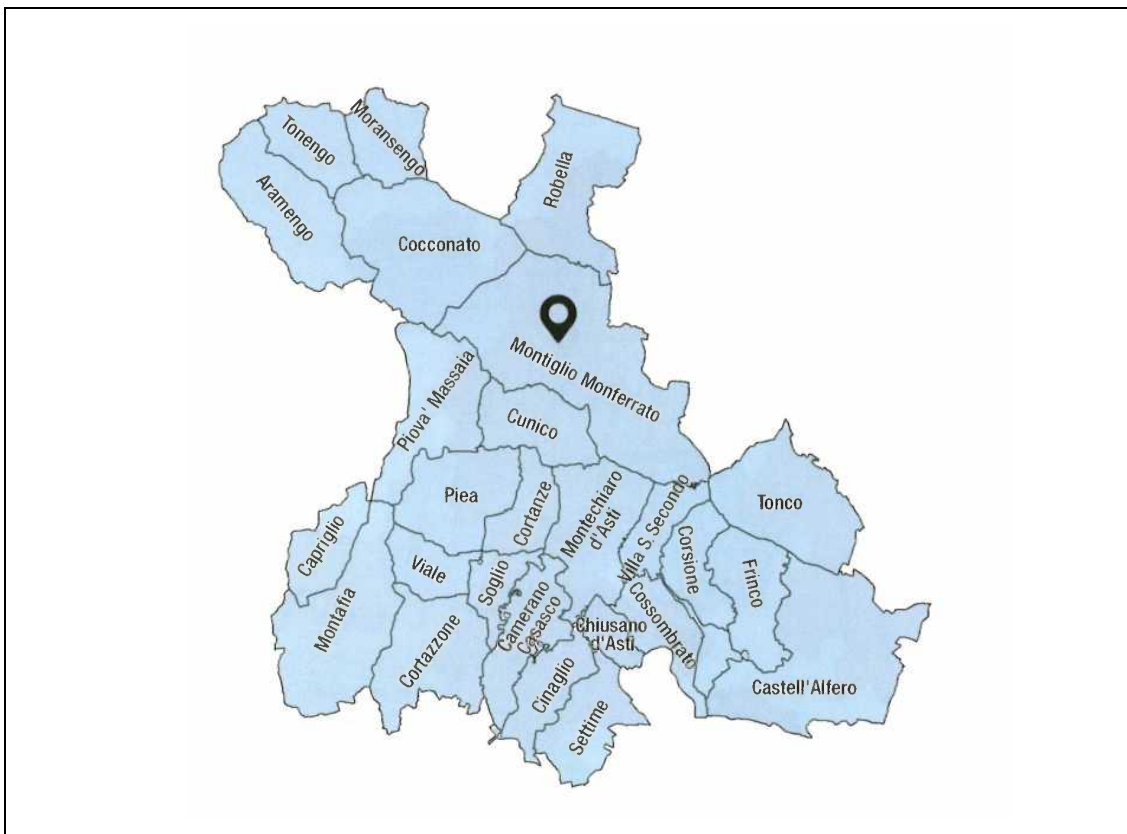 Moransengo
Tonengo
Robella
Aramengo
Cocconato
Montiglio Monferrato
Piova' Massaia
Cunico
Piea
Cortanze
Montechiaro
d'Asti
Villa S. Secondo
Tonco
Capriglio
Viale
Soglio
Corsione
Frinco
Montafia
Cortazzone
Camerano
Casasco
Chiusano
d'Asti
Cossombrato
Cinaglio
Settime
Castell'Alfero